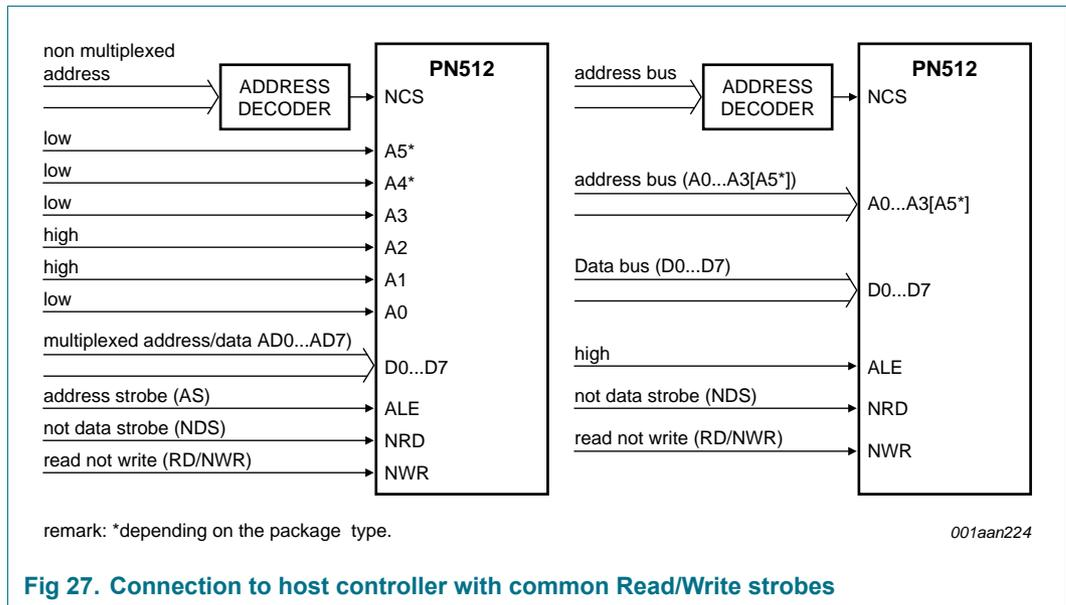 non multiplexed
address
ADDRESS
DECODER
PN512
NCS
low
A5*
low
A4*
low
A3
high
A2
high
A1
low
A0
multiplexed address/data AD0...AD7)
D0...D7
address strobe (AS)
ALE
not data strobe (NDS)
NRD
read not write (RD/NWR)
NWR
address bus
ADDRESS
DECODER
PN512
NCS
address bus (A0...A3[A5*])
A0...A3[A5*]
Data bus (D0...D7)
D0...D7
high
ALE
not data strobe (NDS)
NRD
read not write (RD/NWR)
NWR
remark: *depending on the package type.
001aan224
Fig 27. Connection to host controller with common Read/Write strobes